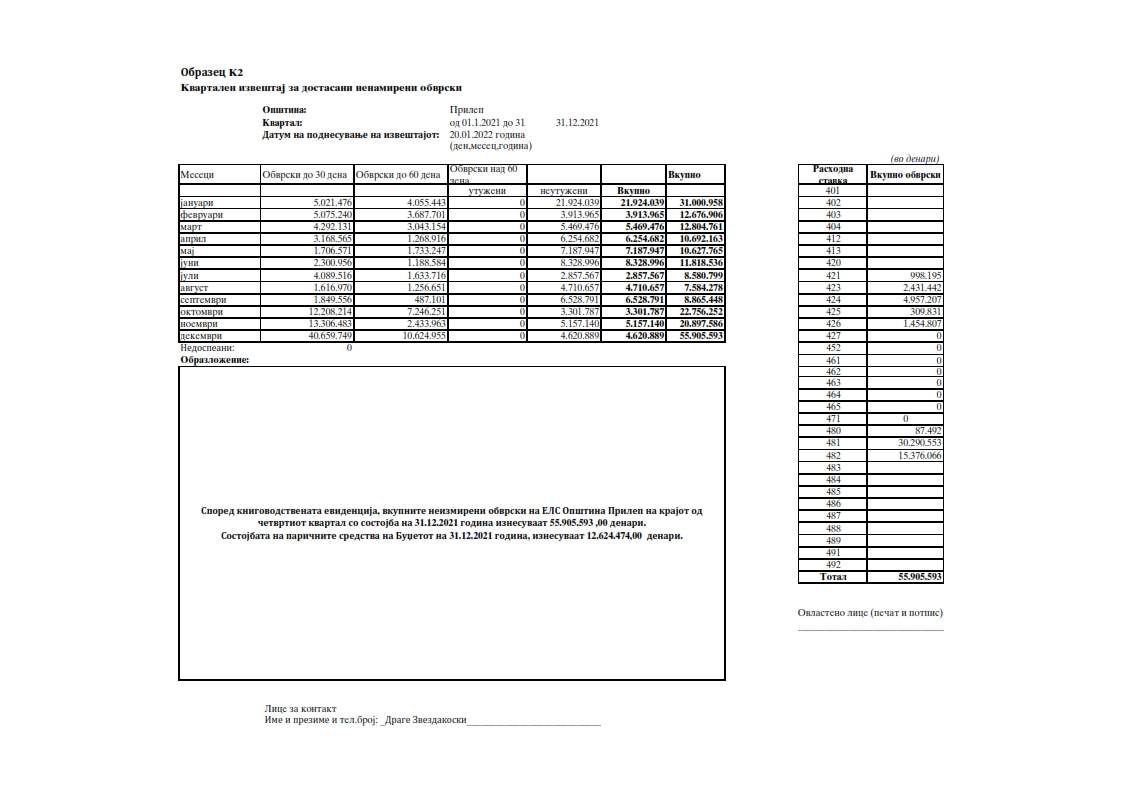 Образец К2
Квартален извештај за достасани ненамирени обврски
Општина: Прилеп
Квартал: од 01.1.2021 до 31 31.12.2021
Датум на поднесување на извештајот: 20.01.2022 година
(ден,месец,година)
Месеци Обврски до 30 дена Обврски до 60 дена Обврски над 60 дена Вкупно
утужени неутужени Вкупно
јануари 5.021.476 4.055.443 0 21.924.039 21.924.039 31.000.958
февруари 5.075.240 3.687.701 0 3.913.965 3.913.965 12.676.906
март 4.292.131 3.043.154 0 5.469.476 5.469.476 12.804.761
април 3.168.565 1.268.916 0 6.254.682 6.254.682 10.692.163
мај 1.706.571 1.733.247 0 7.187.947 7.187.947 10.627.765
јуни 2.300.956 1.188.584 0 8.328.996 8.328.996 11.818.536
јули 4.089.516 1.633.716 0 2.857.567 2.857.567 8.580.799
август 1.616.970 1.256.651 0 4.710.657 4.710.657 7.584.278
септември 1.849.556 487.101 0 6.528.791 6.528.791 8.865.448
октомври 12.208.214 7.246.251 0 3.301.787 3.301.787 22.756.252
ноември 13.306.483 2.433.963 0 5.157.140 5.157.140 20.897.586
декември 40.659.749 10.624.955 0 4.620.889 4.620.889 55.905.593
Недоспеани: 0
Образложение:
Според книговодствената евиденција, вкупните неизмирени обврски на ЕЛС Општина Прилеп на крајот од
четвртиот квартал со состојба на 31.12.2021 година изнесуваат 55.905.593 ,00 денари.
Состојбата на паричните средства на Буџетот на 31.12.2021 година, изнесуваат 12.624.474,00 денари.
Лице за контакт
Име и презиме и тел.број: _Драге Звездакоски___________________________
(во денари)
Расходна ставка Вкупно обврски
401
402
403
404
412
413
420
421 998.195
423 2.431.442
424 4.957.207
425 309.831
426 1.454.807
427 0
452 0
461 0
462 0
463 0
464 0
465 0
471 0
480 87.492
481 30.290.553
482 15.376.066
483
484
485
486
487
488
489
491
492
Тотал 55.905.593
Овластено лице (печат и потпис)
_____________________________